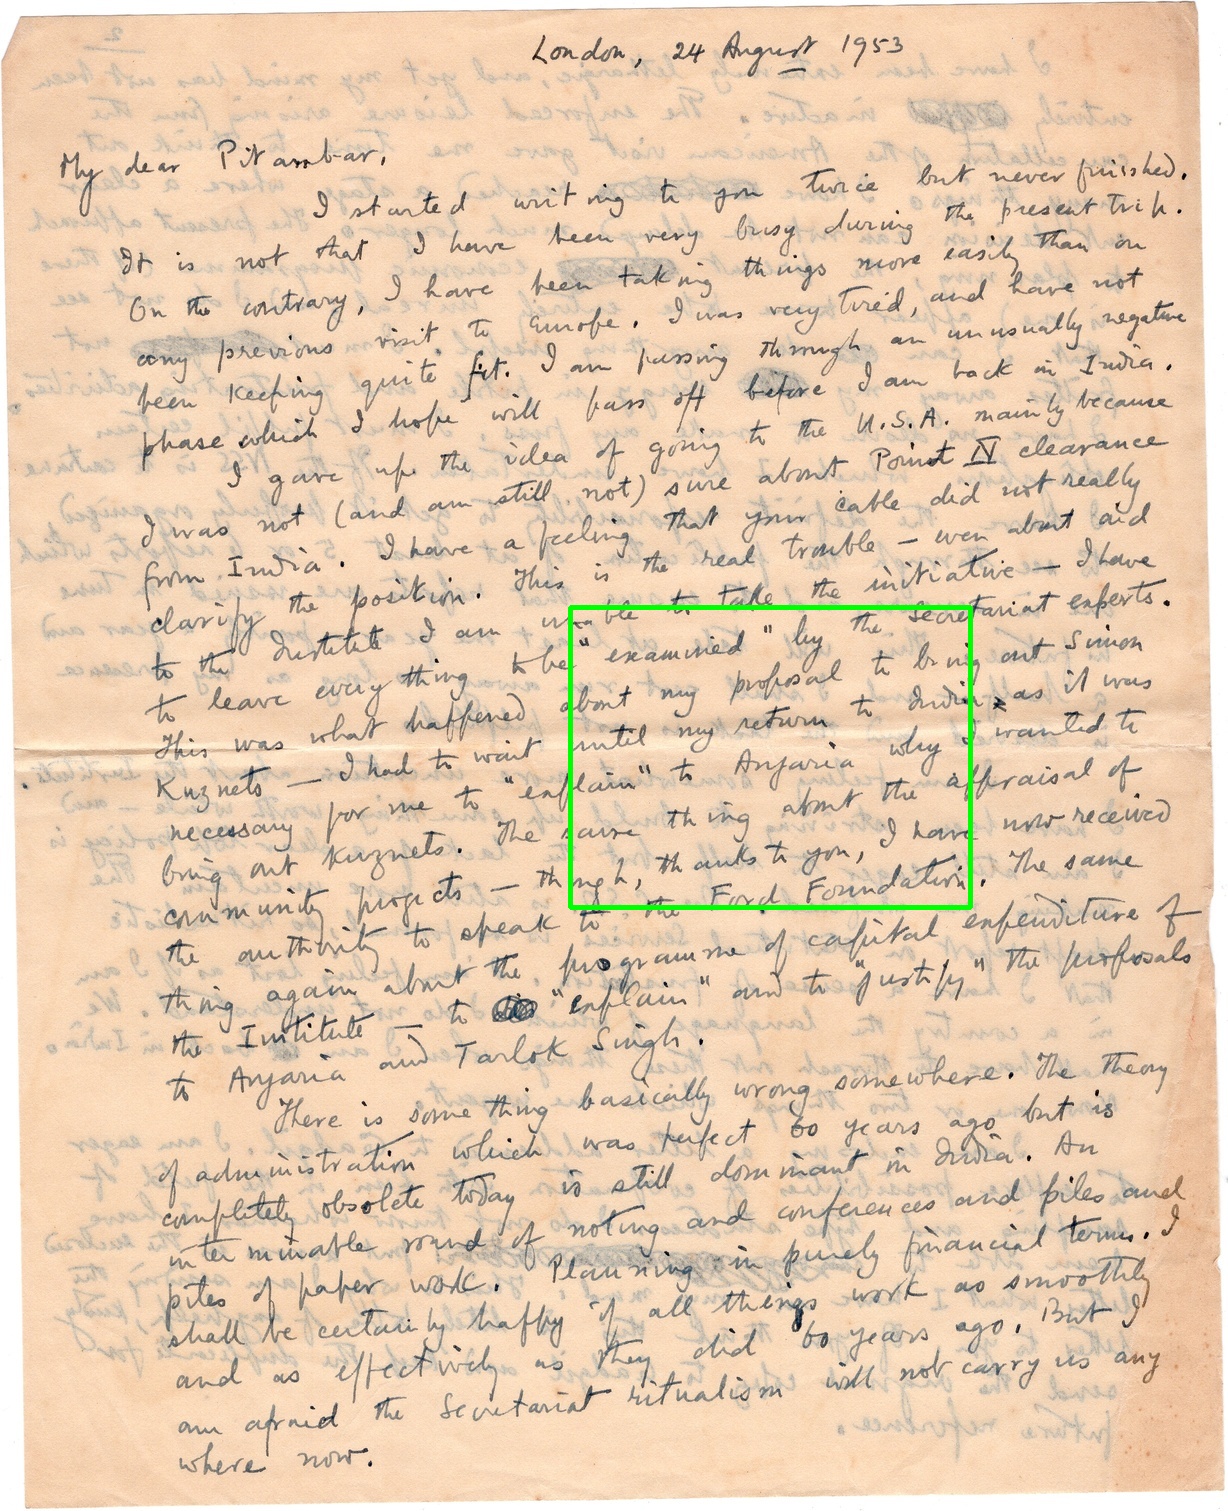 London, 24 August 1953
My dear Pitambar,
I started writing to you twice but never finished.
It is not that I have been very busy during the present trip.
On the contrary, I have been taking things more easily than on
any previous visit to Europe. I was very tired, and have not
been keeping quite fit. I am passing through an unusually negative
phase which I hope will pass off before I am back in India.
I gave up the idea of going to the U.S.A. mainly because
I was not (and am still not) sure about Point IV clearance
from India. I have a feeling that your cable did not really
clarify the position. This is the real trouble – even about aid
to the Institute I am unable to take the initiative – I have
to leave every thing to be "examined" by the Secretariat experts.
This was what happened about my proposal to bring out Simon
Kuznets – I had to wait until my return to India, as it was
necessary for me to "explain" to Anjaria why I wanted to
bring out Kuznets. The same thing about the appraisal of
community projects – though, thanks to you, I have now received
the authority to speak to the Ford Foundation. The same
thing again about the programme of capital expenditure of
the Institute – to "explain" and to "justify" the proposals
to Anjaria and Tarlok Singh.
There is some thing basically wrong somewhere. The theory
of administration which was perfect 60 years ago but is
completely obsolete today is still dominant in India. An
interminable round of noting and conferences and piles and
piles of paper work. Planning in purely financial terms. I
shall be certainly happy if all things work as smoothly
and as effectively as they did 60 years ago. But I
am afraid the Secretariat ritualism will not carry us any
where now.